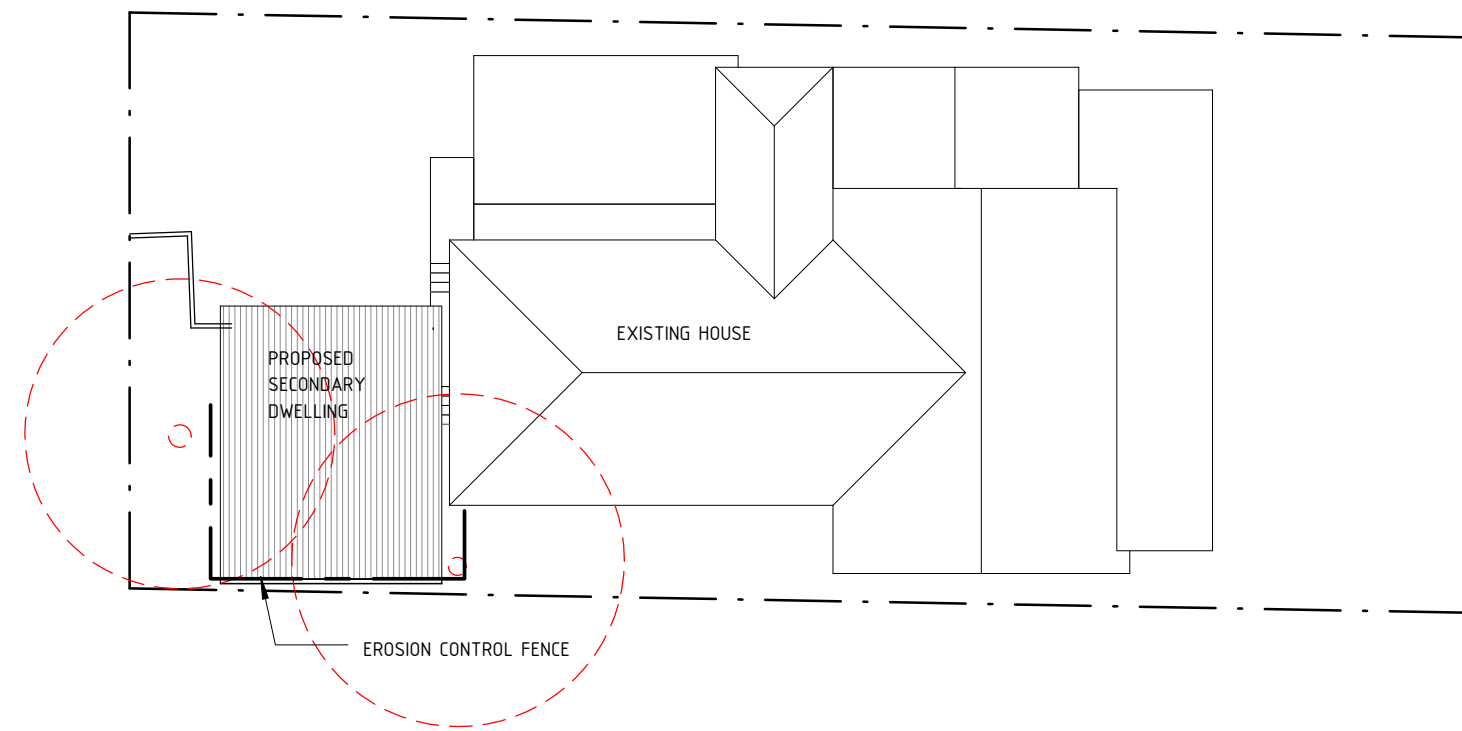 EXISTING HOUSE
PROPOSED
SECONDARY
DWELLING
EROSION CONTROL FENCE